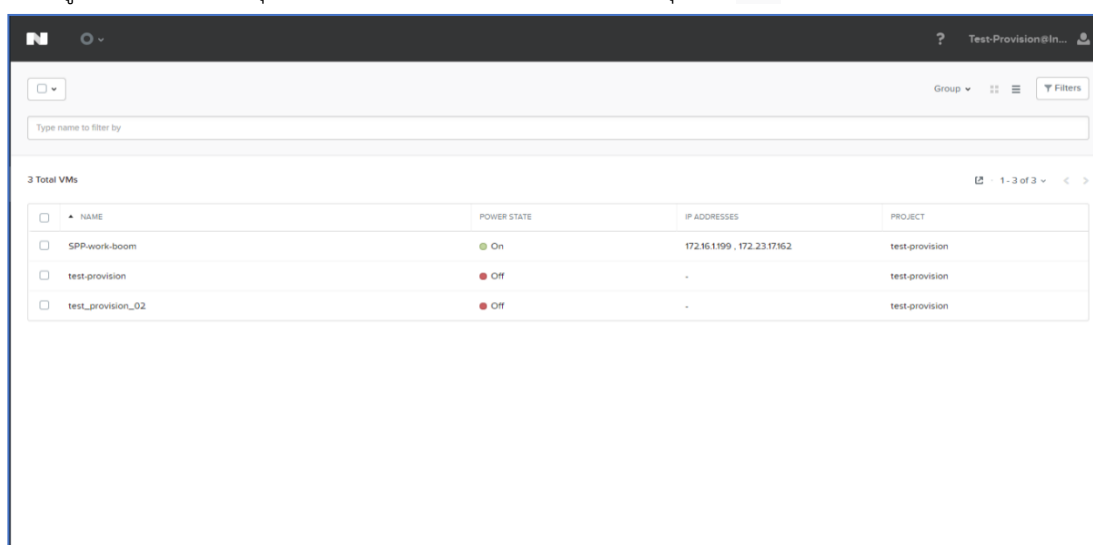 Test-Provision@In...
Group
Filters
Type name to filter by
3 Total VMs
1 - 3 of 3
NAME POWER STATE IP ADDRESSES PROJECT
SPP-work-boom On 172.16.1.199 , 172.23.17.162 test-provision
test-provision Off - test-provision
test_provision_02 Off - test-provision